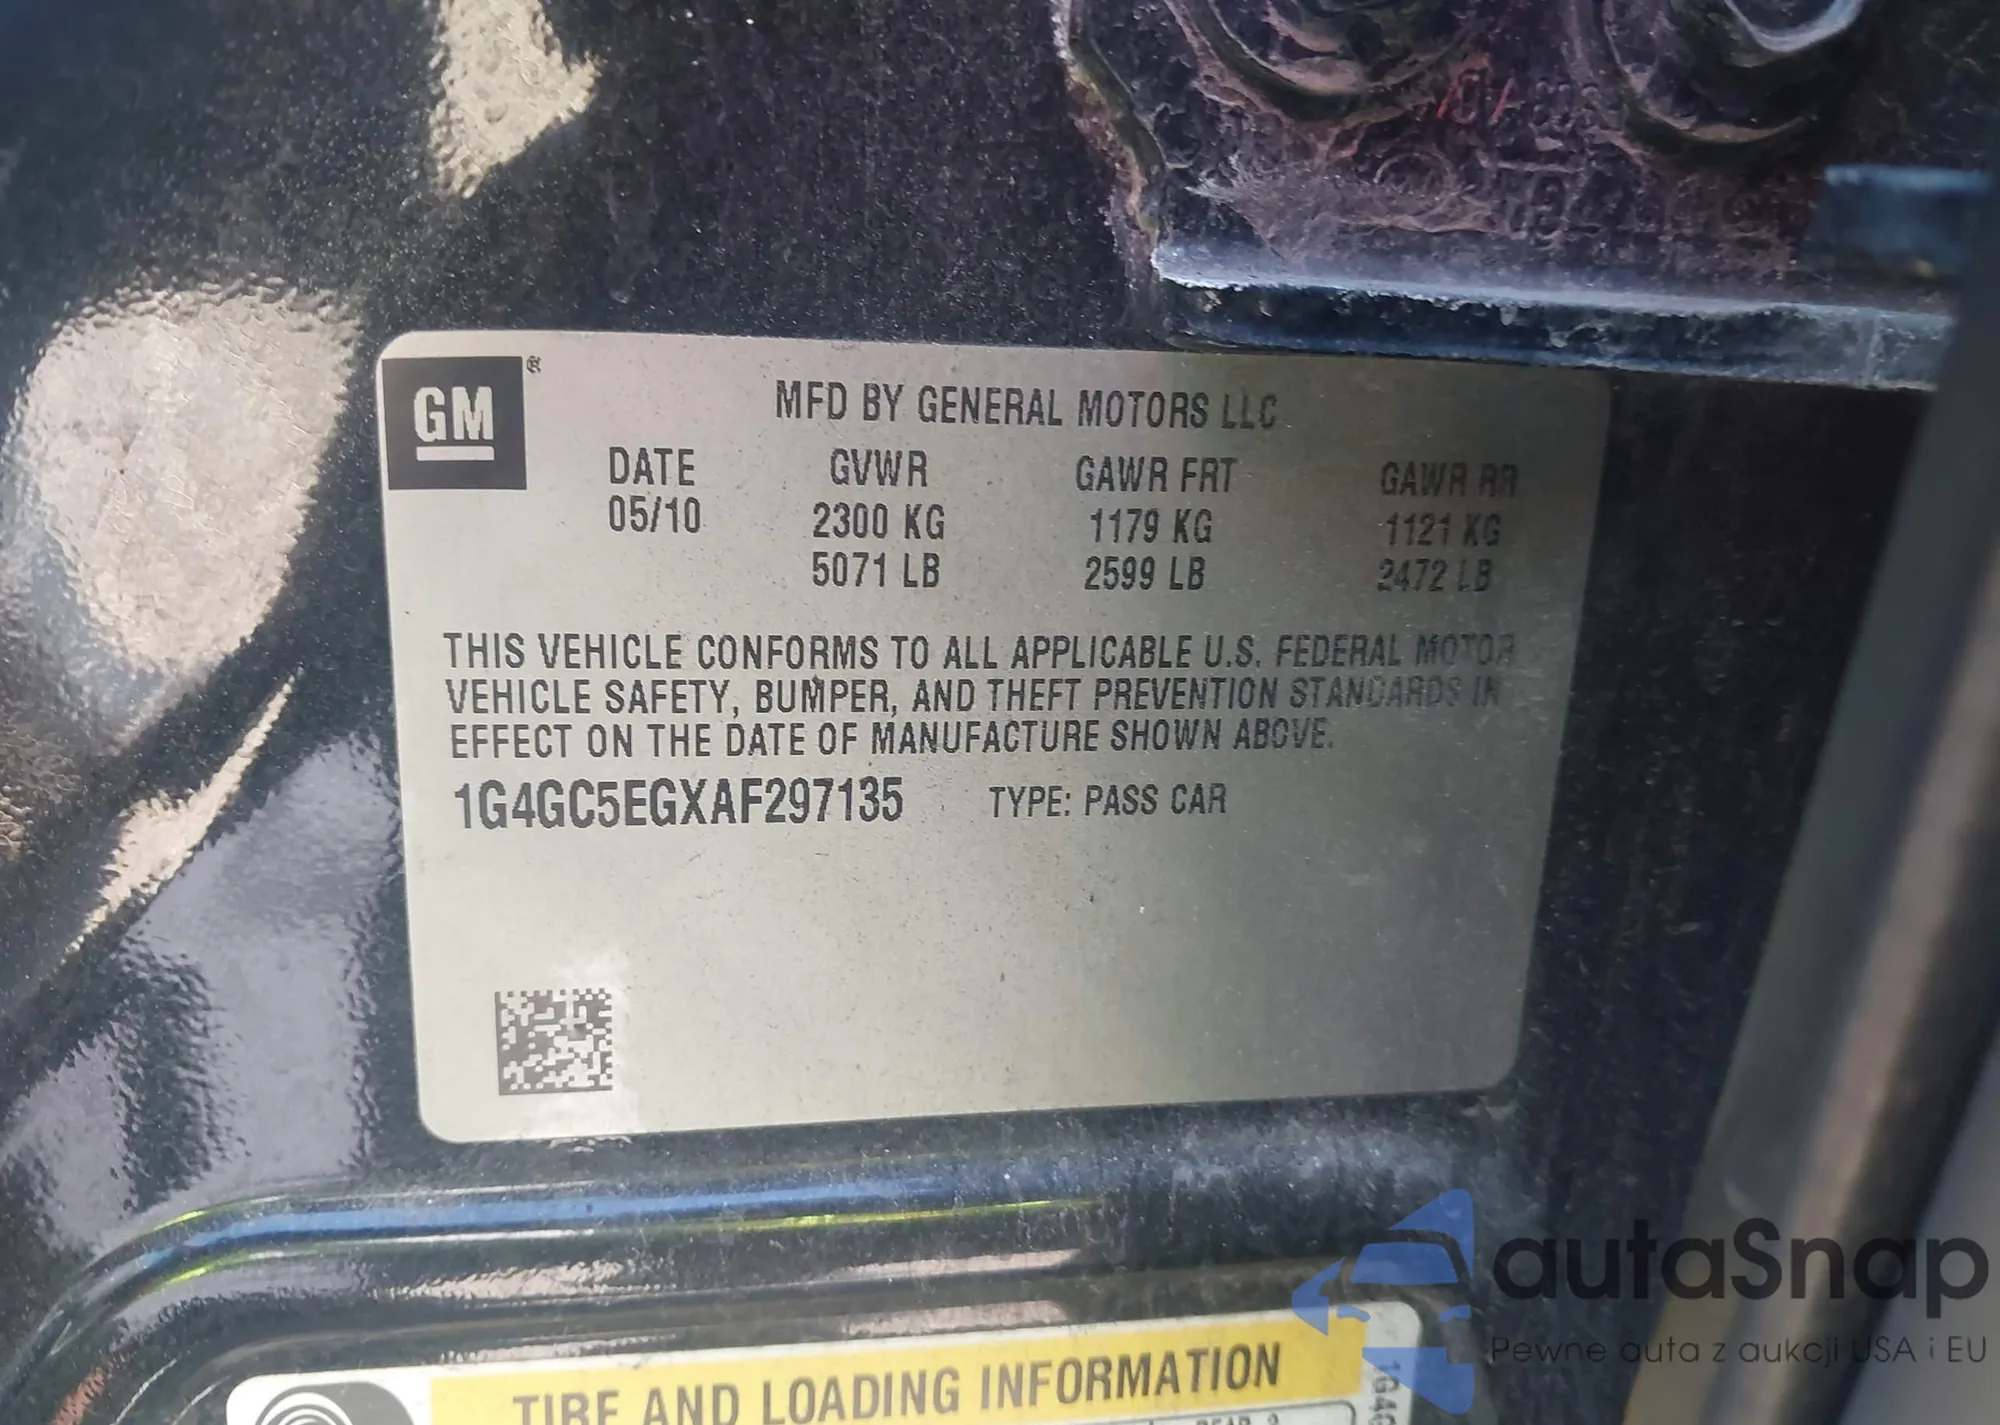 GM ®
MFD BY GENERAL MOTORS LLC
DATE GVWR GAWR FRT GAWR RR
05/10 2300 KG 1179 KG 1121 KG
5071 LB 2599 LB 2472 LB
THIS VEHICLE CONFORMS TO ALL APPLICABLE U.S. FEDERAL MOTOR
VEHICLE SAFETY, BUMPER, AND THEFT PREVENTION STANDARDS IN
EFFECT ON THE DATE OF MANUFACTURE SHOWN ABOVE.
1G4GC5EGXAF297135 TYPE: PASS CAR
autaSnap
Pewne auta z aukcji USA i EU
TIRE AND LOADING INFORMATION
1G4G
REAR 3